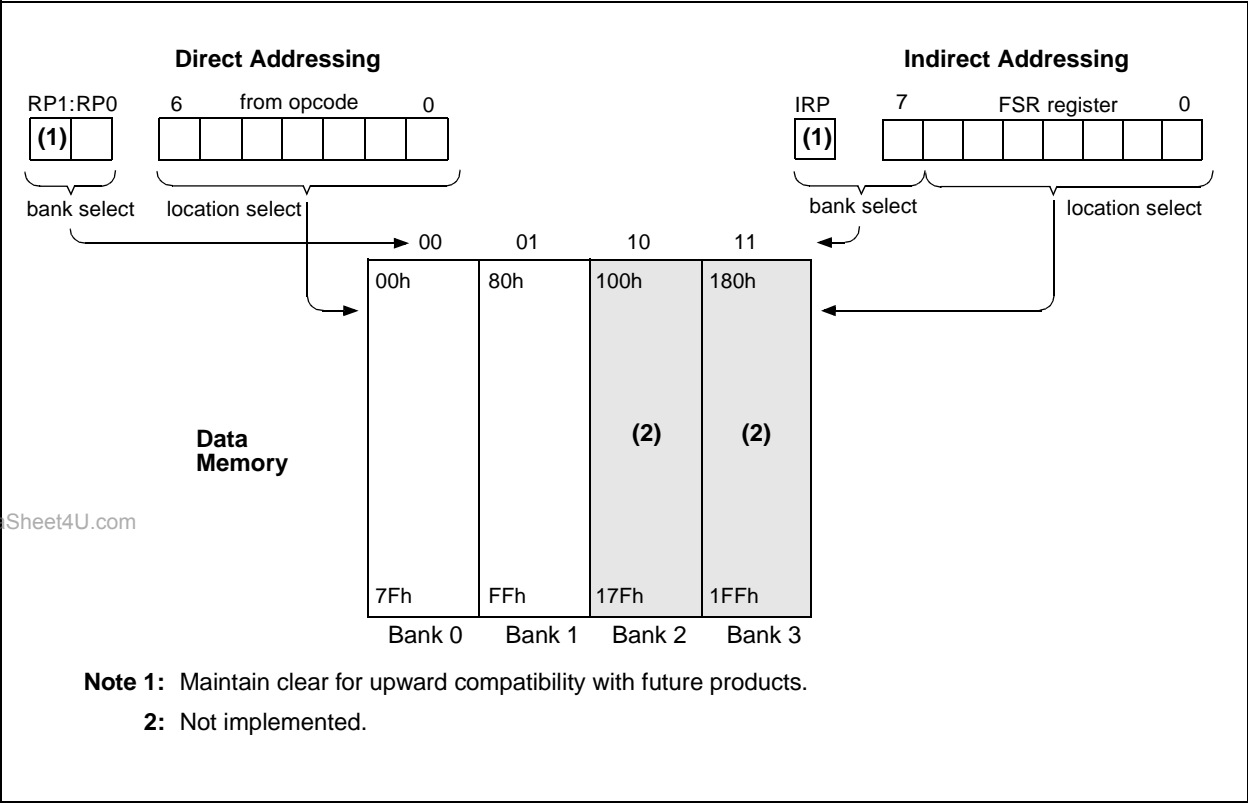 Direct Addressing
Indirect Addressing
RP1:RP0 6 from opcode 0
IRP 7 FSR register 0
(1)
(1)
bank select location select
bank select location select
00 01 10 11
00h 80h 100h 180h
(2) (2)
Data
Memory
aSheet4U.com
7Fh FFh 17Fh 1FFh
Bank 0 Bank 1 Bank 2 Bank 3
Note 1: Maintain clear for upward compatibility with future products.
2: Not implemented.